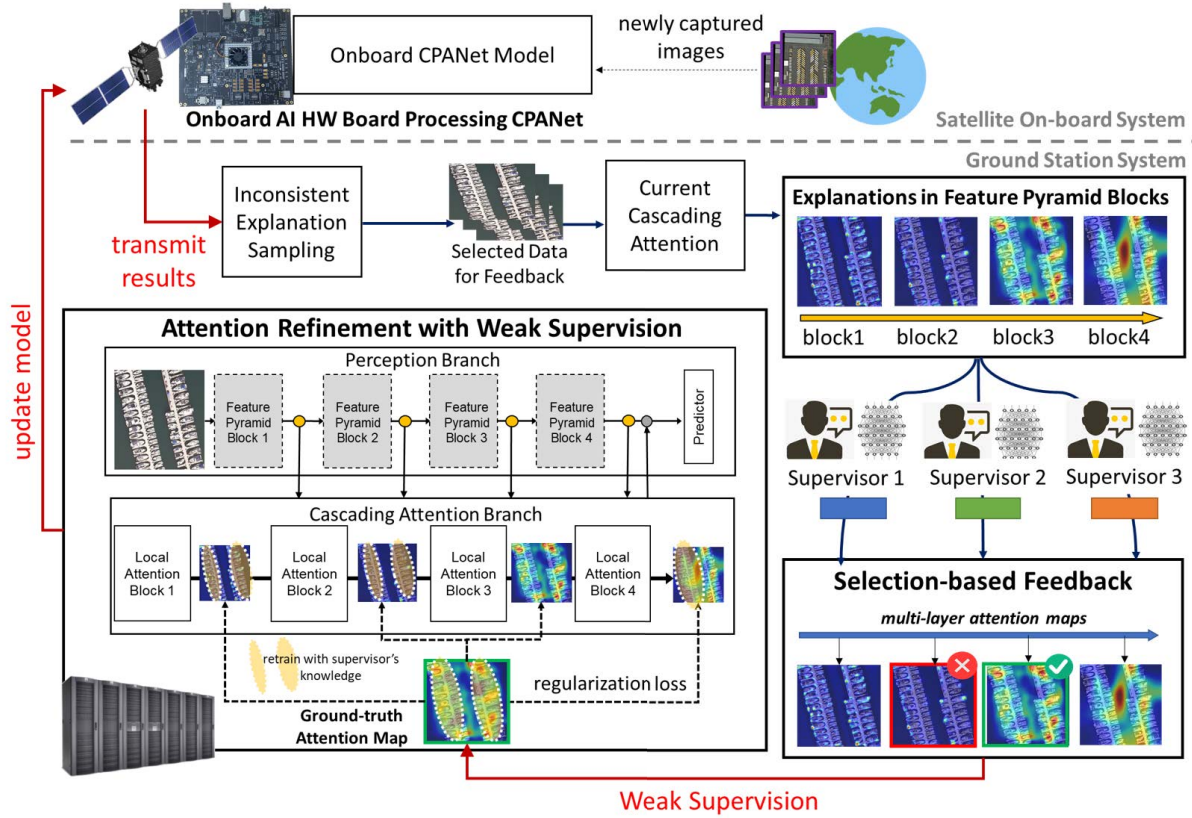 newly captured
images
Onboard CPANet Model
Onboard AI HW Board Processing CPANet
Satellite On-board System
Ground Station System
transmit
results
Inconsistent
Explanation
Sampling
Selected Data
for Feedback
Current
Cascading
Attention
Explanations in Feature Pyramid Blocks
block1
block2
block3
block4
Supervisor 1
Supervisor 2
Supervisor 3
Selection-based Feedback
multi-layer attention maps
update model
Attention Refinement with Weak Supervision
Perception Branch
Feature
Pyramid
Block 1
Feature
Pyramid
Block 2
Feature
Pyramid
Block 3
Feature
Pyramid
Block 4
Predictor
Cascading Attention Branch
Local
Attention
Block 1
Local
Attention
Block 2
Local
Attention
Block 3
Local
Attention
Block 4
retrain with supervisor's
knowledge
regularization loss
Ground-truth
Attention Map
Weak Supervision